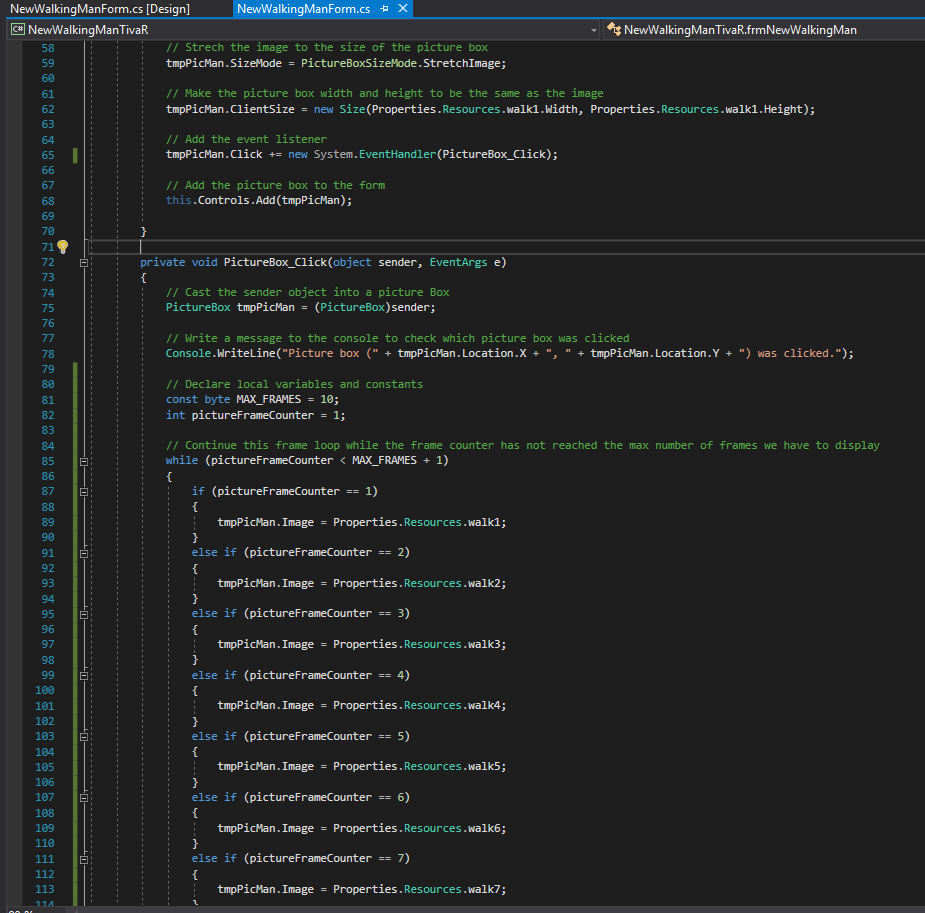 NewWalkingManForm.cs [Design]
NewWalkingManForm.cs
C# NewWalkingManTivaR
NewWalkingManTivaR.frmNewWalkingMan
58 // Strech the image to the size of the picture box
59 tmpPicMan.SizeMode = PictureBoxSizeMode.StretchImage;
60
61 // Make the picture box width and height to be the same as the image
62 tmpPicMan.ClientSize = new Size(Properties.Resources.walk1.Width, Properties.Resources.walk1.Height);
63
64 // Add the event listener
65 tmpPicMan.Click += new System.EventHandler(PictureBox_Click);
66
67 // Add the picture box to the form
68 this.Controls.Add(tmpPicMan);
69
70 }
71
72 private void PictureBox_Click(object sender, EventArgs e)
73 {
74 // Cast the sender object into a picture Box
75 PictureBox tmpPicMan = (PictureBox)sender;
76
77 // Write a message to the console to check which picture box was clicked
78 Console.WriteLine("Picture box (" + tmpPicMan.Location.X + ", " + tmpPicMan.Location.Y + ") was clicked.");
79
80 // Declare local variables and constants
81 const byte MAX_FRAMES = 10;
82 int pictureFrameCounter = 1;
83
84 // Continue this frame loop while the frame counter has not reached the max number of frames we have to display
85 while (pictureFrameCounter < MAX_FRAMES + 1)
86 {
87 if (pictureFrameCounter == 1)
88 {
89 tmpPicMan.Image = Properties.Resources.walk1;
90 }
91 else if (pictureFrameCounter == 2)
92 {
93 tmpPicMan.Image = Properties.Resources.walk2;
94 }
95 else if (pictureFrameCounter == 3)
96 {
97 tmpPicMan.Image = Properties.Resources.walk3;
98 }
99 else if (pictureFrameCounter == 4)
100 {
101 tmpPicMan.Image = Properties.Resources.walk4;
102 }
103 else if (pictureFrameCounter == 5)
104 {
105 tmpPicMan.Image = Properties.Resources.walk5;
106 }
107 else if (pictureFrameCounter == 6)
108 {
109 tmpPicMan.Image = Properties.Resources.walk6;
110 }
111 else if (pictureFrameCounter == 7)
112 {
113 tmpPicMan.Image = Properties.Resources.walk7;
114 }